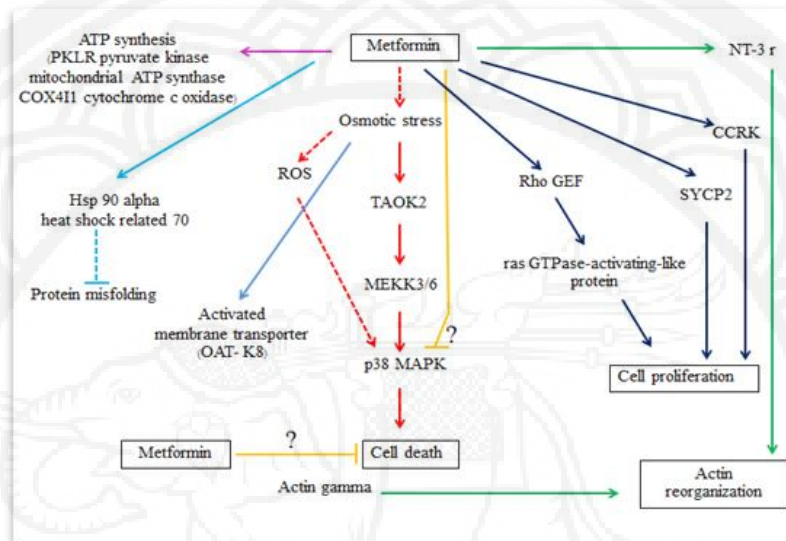 ATP synthesis
(PKLR pyruvate kinase
mitochondrial ATP synthase
COX4I1 cytochrome c oxidase)
Metformin
NT-3 r
Osmotic stress
CCRK
ROS
Rho GEF
SYCP2
Hsp 90 alpha
heat shock related 70
TAOK2
ras GTPase-activating-like
protein
Protein misfolding
MEKK3/6
Activated
membrane transporter
(OAT- K8)
?
p38 MAPK
Cell proliferation
?
Metformin
Cell death
Actin gamma
Actin
reorganization